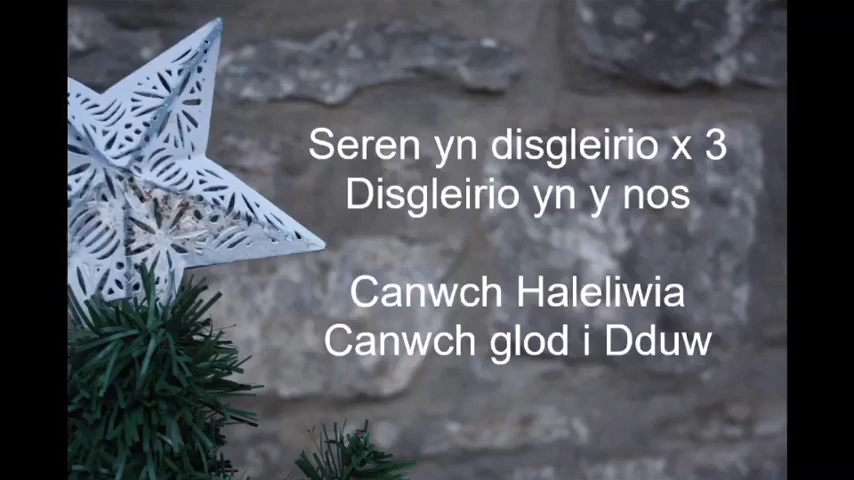 Seren yn disgleirio x 3
Disgleirio yn y nos
Canwch Haleliwia
Canwch glod i Dduw